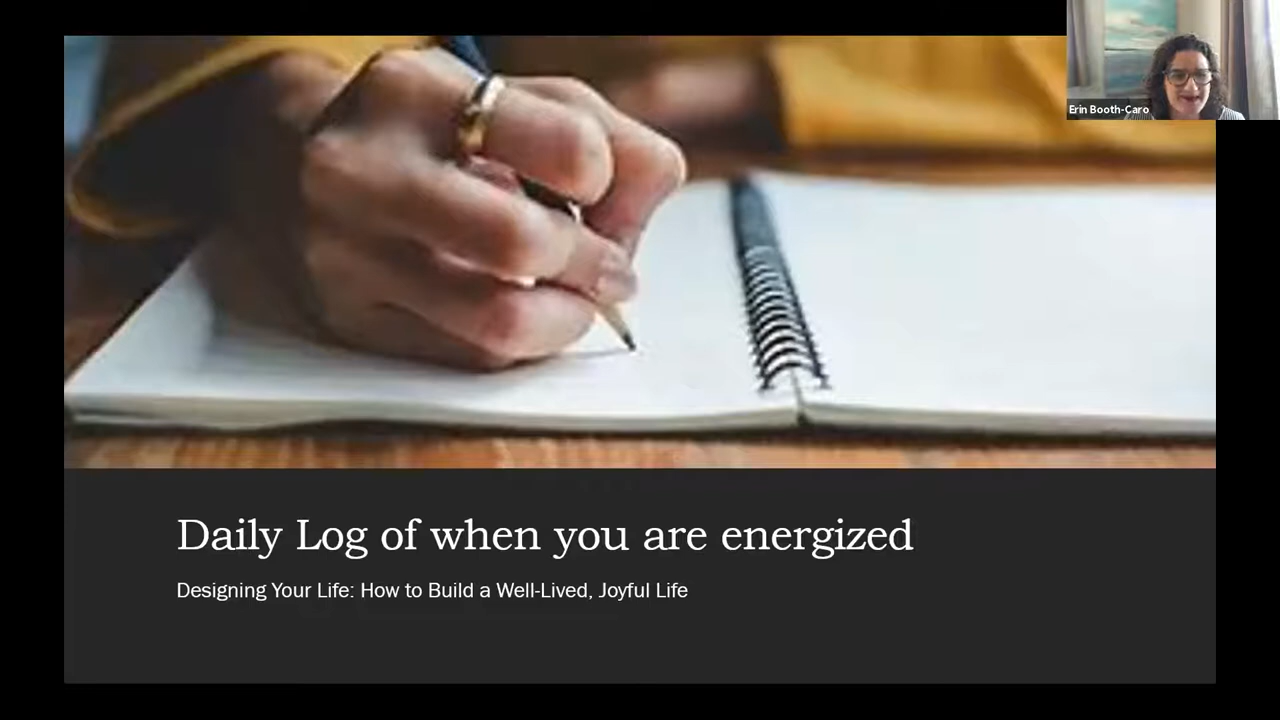 Erin Booth-Caro
Daily Log of when you are energized
Designing Your Life: How to Build a Well-Lived, Joyful Life